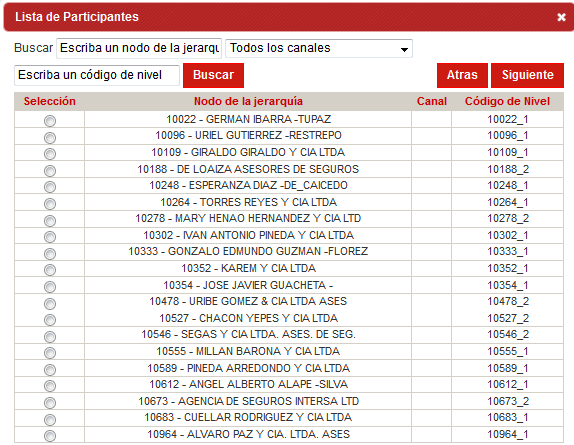 Lista de Participantes
Buscar Escriba un nodo de la jerarqu Todos los canales
Escriba un código de nivel Buscar Atras Siguiente
Selección Nodo de la jerarquía Canal Código de Nivel
10022 - GERMAN IBARRA -TUPAZ 10022_1
10096 - URIEL GUTIERREZ -RESTREPO 10096_1
10109 - GIRALDO GIRALDO Y CIA LTDA 10109_1
10188 - DE LOAIZA ASESORES DE SEGUROS 10188_2
10248 - ESPERANZA DIAZ -DE_CAICEDO 10248_1
10264 - TORRES REYES Y CIA LTDA 10264_1
10278 - MARY HENAO HERNANDEZ Y CIA LTD 10278_2
10302 - IVAN ANTONIO PINEDA Y CIA LTDA 10302_1
10333 - GONZALO EDMUNDO GUZMAN -FLOREZ 10333_1
10352 - KAREM Y CIA LTDA 10352_1
10354 - JOSE JAVIER GUACHETA - 10354_1
10478 - URIBE GOMEZ & CIA LTDA ASES 10478_2
10527 - CHACON YEPES Y CIA LTDA 10527_2
10546 - SEGAS Y CIA LTDA. ASES. DE SEG. 10546_2
10555 - MILLAN BARONA Y CIA LTDA 10555_1
10589 - PINEDA ARREDONDO Y CIA LTDA 10589_1
10612 - ANGEL ALBERTO ALAPE -SILVA 10612_1
10673 - AGENCIA DE SEGUROS INTERSA LTD 10673_2
10683 - CUELLAR RODRIGUEZ Y CIA LTDA 10683_1
10964 - ALVARO PAZ Y CIA. LTDA. ASES 10964_1